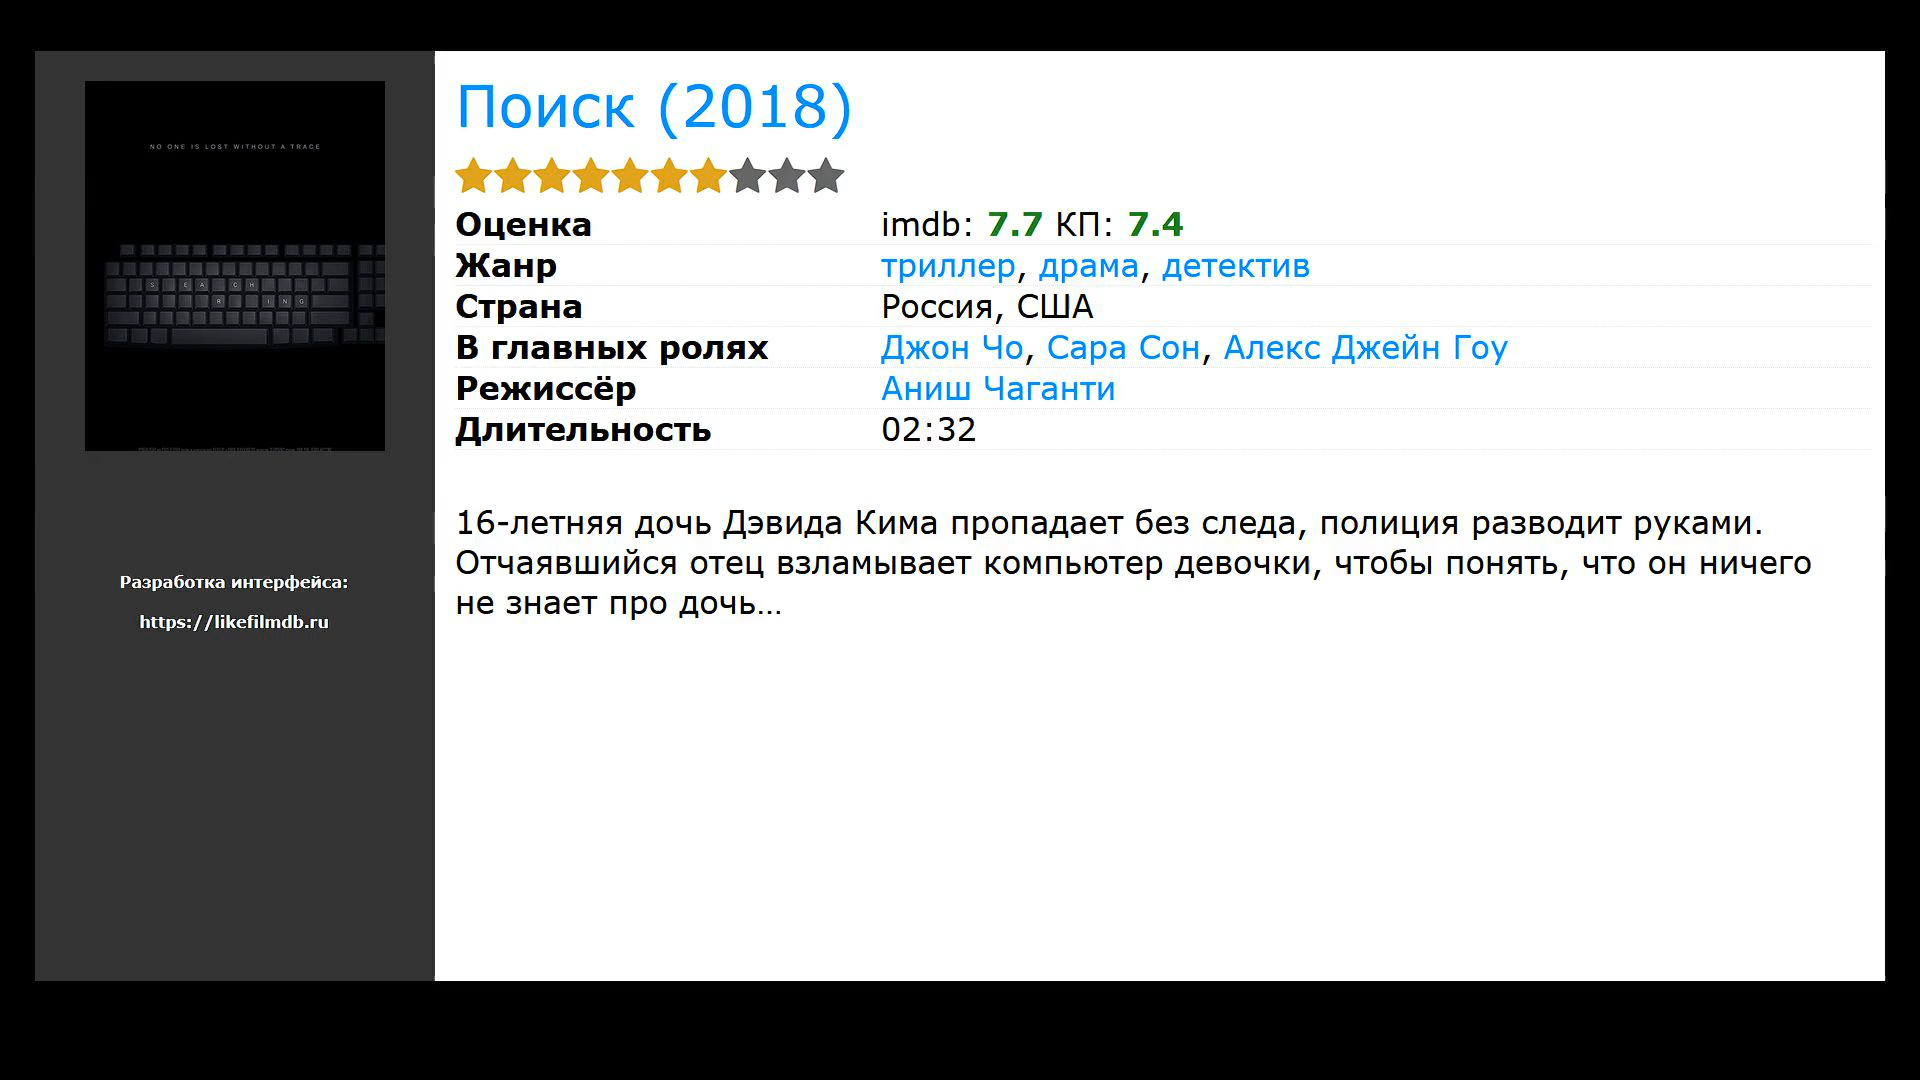 NO ONE IS LOST WITHOUT A TRACE
S E A R C H
R I N G
Разработка интерфейса:
https://likefilmdb.ru
Поиск (2018)
Оценка imdb: 7.7 КП: 7.4
Жанр триллер, драма, детектив
Страна Россия, США
В главных ролях Джон Чо, Сара Сон, Алекс Джейн Гоу
Режиссёр Аниш Чаганти
Длительность 02:32
16-летняя дочь Дэвида Кима пропадает без следа, полиция разводит руками.
Отчаявшийся отец взламывает компьютер девочки, чтобы понять, что он ничего
не знает про дочь…